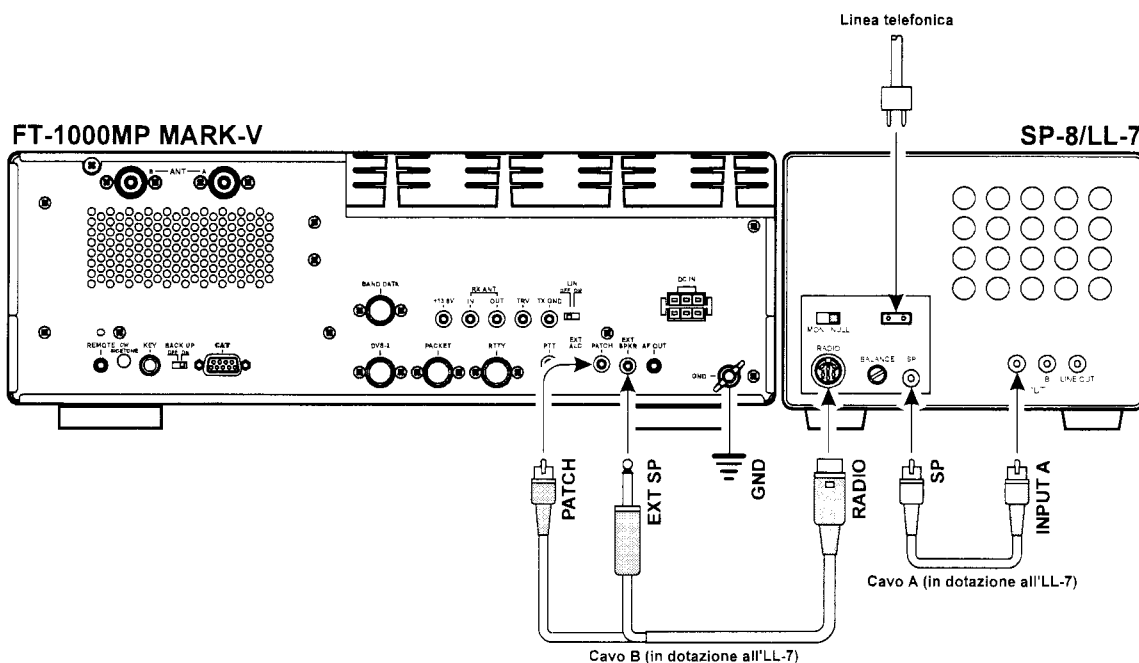 Linea telefonica
FT-1000MP MARK-V
SP-8/LL-7
B ANT A
BAND DATA
+13.8V
RX ANT
IN OUT
TRV
TX GND
LIN
OFF ON
DC IN
REMOTE
CW
SIDETONE
KEY
BACK UP
OFF ON
CAT
DVS-1
PACKET
RTTY
PTT
EXT
ALC
PATCH
EXT
SPKR
AF OUT
GND
MON NULL
RADIO
BALANCE
SP
B
LINE OUT
PATCH
EXT SP
GND
RADIO
SP
INPUT A
Cavo A (in dotazione all'LL-7)
Cavo B (in dotazione all'LL-7)